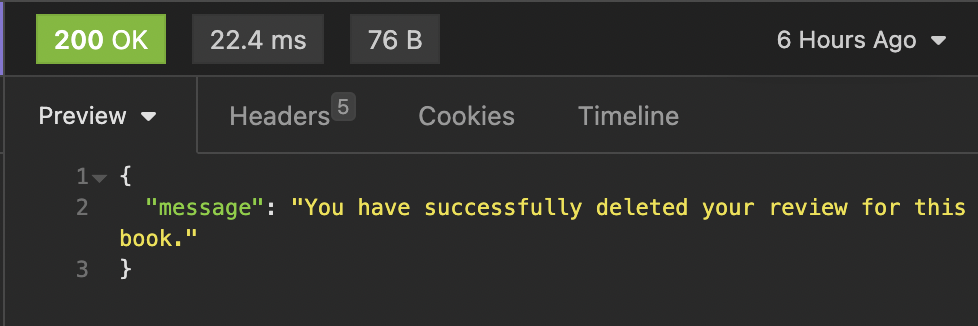 200 OK 22.4 ms 76 B 6 Hours Ago
Preview Headers 5 Cookies Timeline
1 {
2 "message": "You have successfully deleted your review for this
book."
3 }